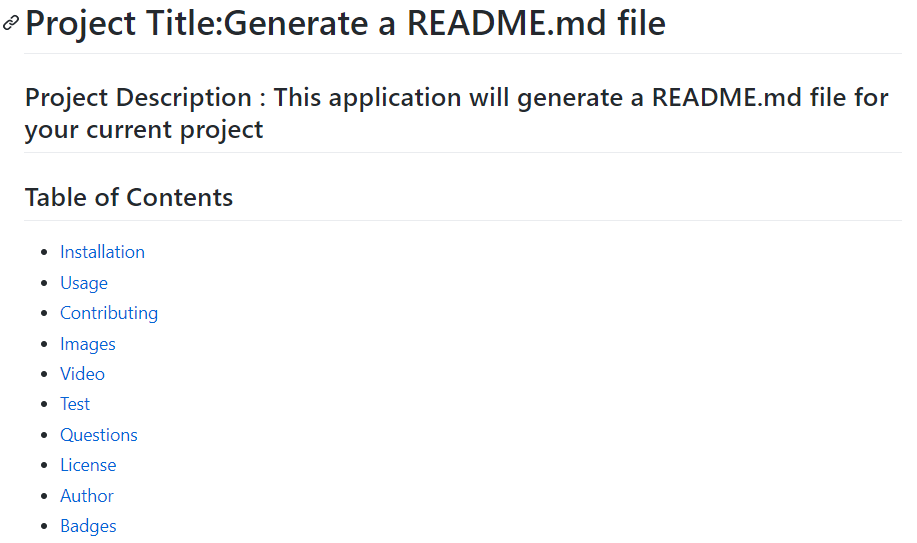 Project Title:Generate a README.md file
Project Description : This application will generate a README.md file for
your current project
Table of Contents
Installation
Usage
Contributing
Images
Video
Test
Questions
License
Author
Badges